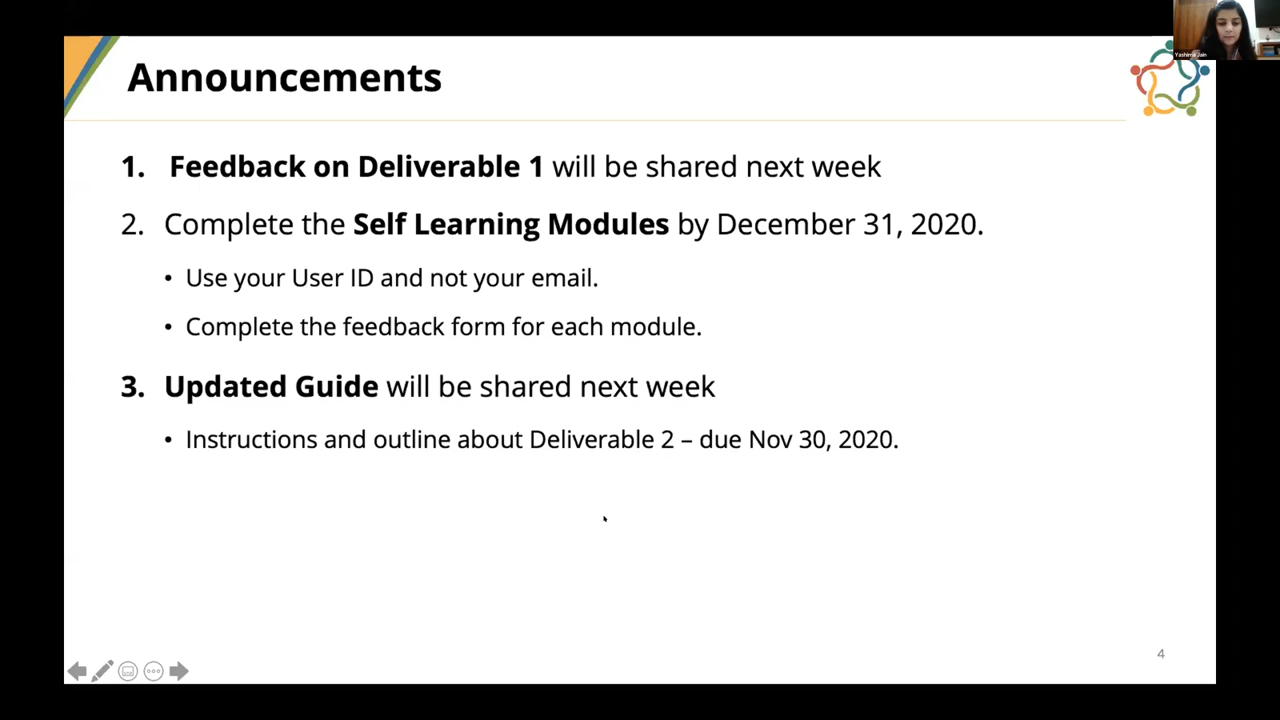 Yashima Jain
Announcements
1. Feedback on Deliverable 1 will be shared next week
2. Complete the Self Learning Modules by December 31, 2020.
• Use your User ID and not your email.
• Complete the feedback form for each module.
3. Updated Guide will be shared next week
• Instructions and outline about Deliverable 2 – due Nov 30, 2020.
4